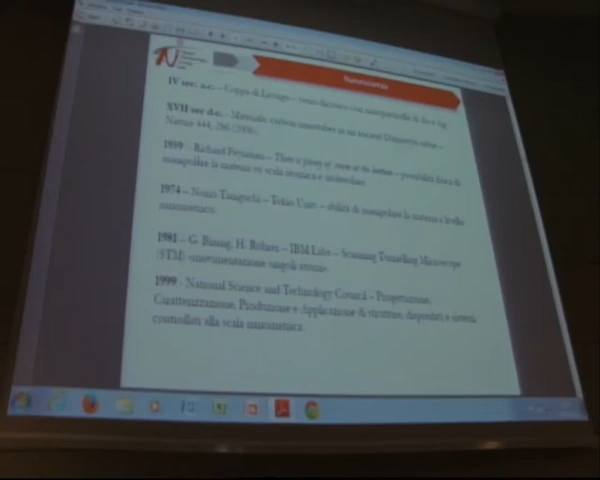 Nanoscienza
IV sec. a.c. – Coppa di Licurgo – vetro dicroico con nanoparticelle di Au e Ag
XVII sec d.c. – Materials: carbon nanotubes in an ancient Damascus sabre –
Nature 444, 286 (2006).
1959 – Richard Feynman – There is plenty of room at the bottom – possibilità fisica di
manipolare la materia su scala atomica e molecolare.
1974 – Norio Taniguchi – Tokio Univ. – abilità di manipolare la materia a livello
nanometrico.
1981 – G. Binnig, H. Rohrer – IBM Labs – Scanning Tunnelling Microscope
(STM) -movimentazione singoli atomi-
1999 – National Science and Technology Council – Progettazione,
Caratterizzazione, Produzione e Applicazione di strutture, dispositivi e sistemi
controllati alla scala nanometrica.